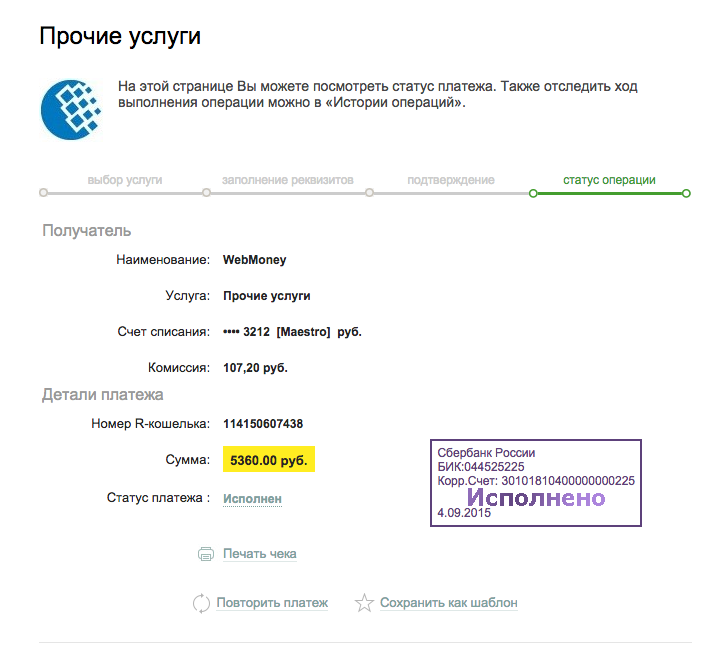 Прочие услуги
На этой странице Вы можете посмотреть статус платежа. Также отследить ход
выполнения операции можно в «Истории операций».
выбор услуги заполнение реквизитов подтверждение статус операции
Получатель
Наименование: WebMoney
Услуга: Прочие услуги
Счет списания: •••• 3212 [Maestro] руб.
Комиссия: 107,20 руб.
Детали платежа
Номер R-кошелька: 114150607438
Сумма: 5360.00 руб.
Статус платежа : Исполнен
Сбербанк России
БИК:044525225
Корр.Счет: 30101810400000000225
Исполнено
4.09.2015
Печать чека
Повторить платеж Сохранить как шаблон